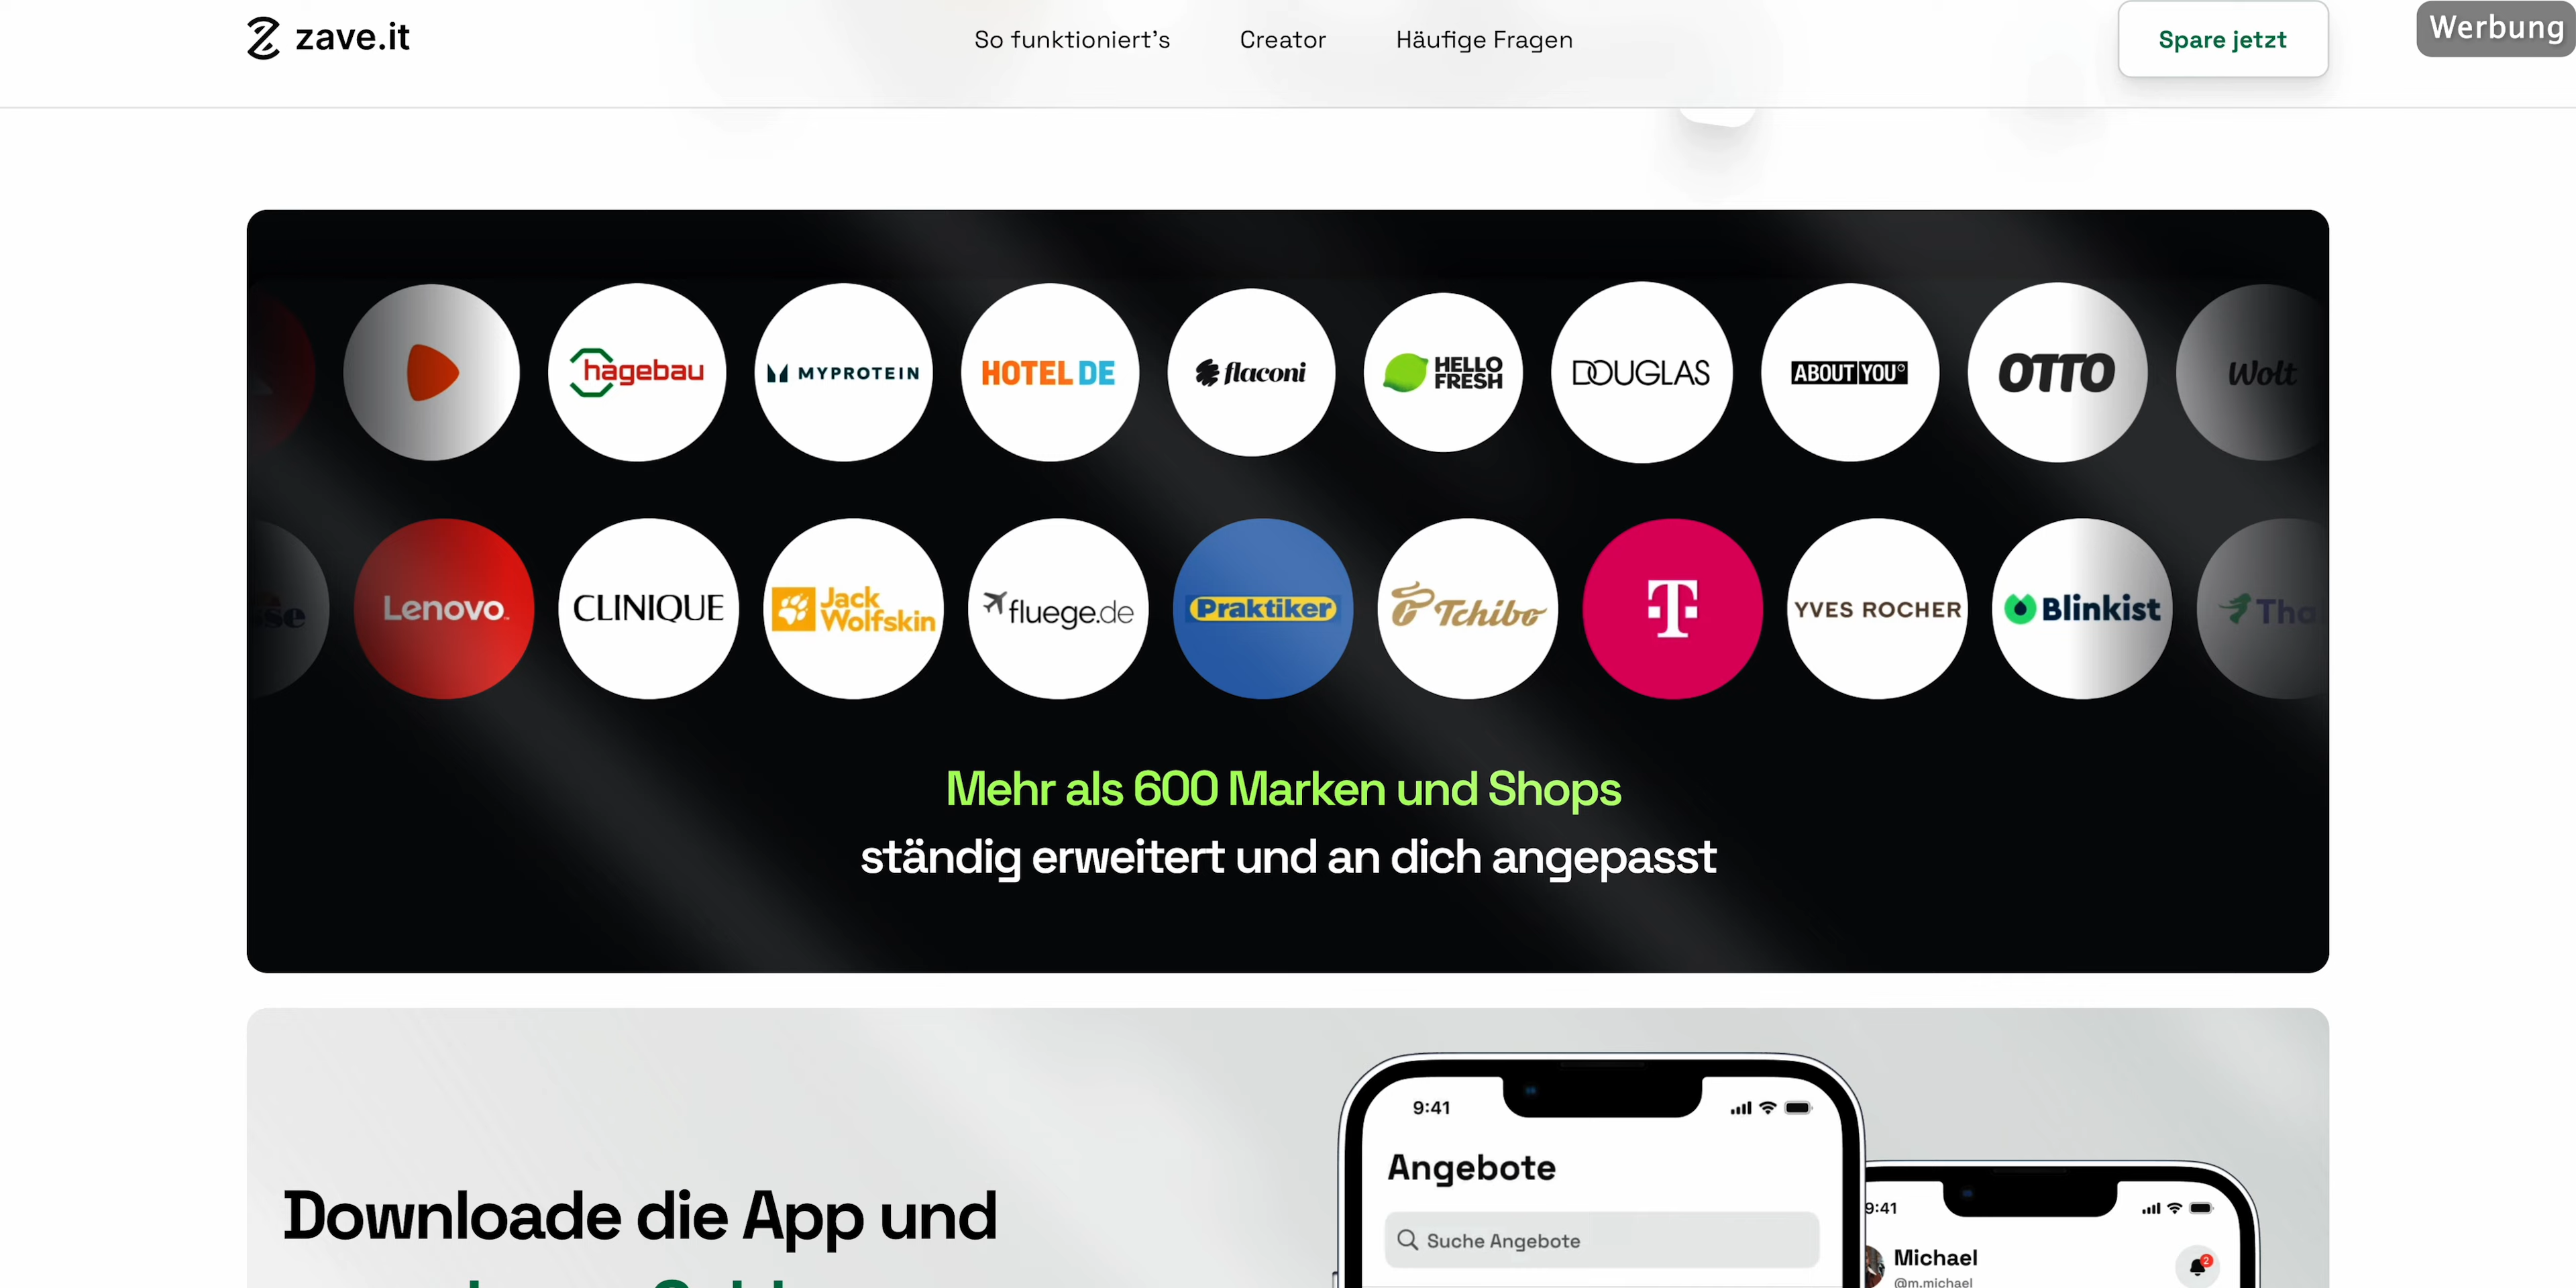 zave.it
So funktioniert's
Creator
Häufige Fragen
Spare jetzt
Werbung
hagebau
MYPROTEIN
HOTEL DE
flaconi
HELLO
FRESH
DOUGLAS
ABOUT YOU°
OTTO
Wolt
Lenovo
CLINIQUE
Jack
Wolfskin
fluege.de
Praktiker
Tchibo
T
YVES ROCHER
Blinkist
Mehr als 600 Marken und Shops
ständig erweitert und an dich angepasst
9:41
Angebote
Suche Angebote
Downloade die App und
9:41
Michael
2
@m.michael